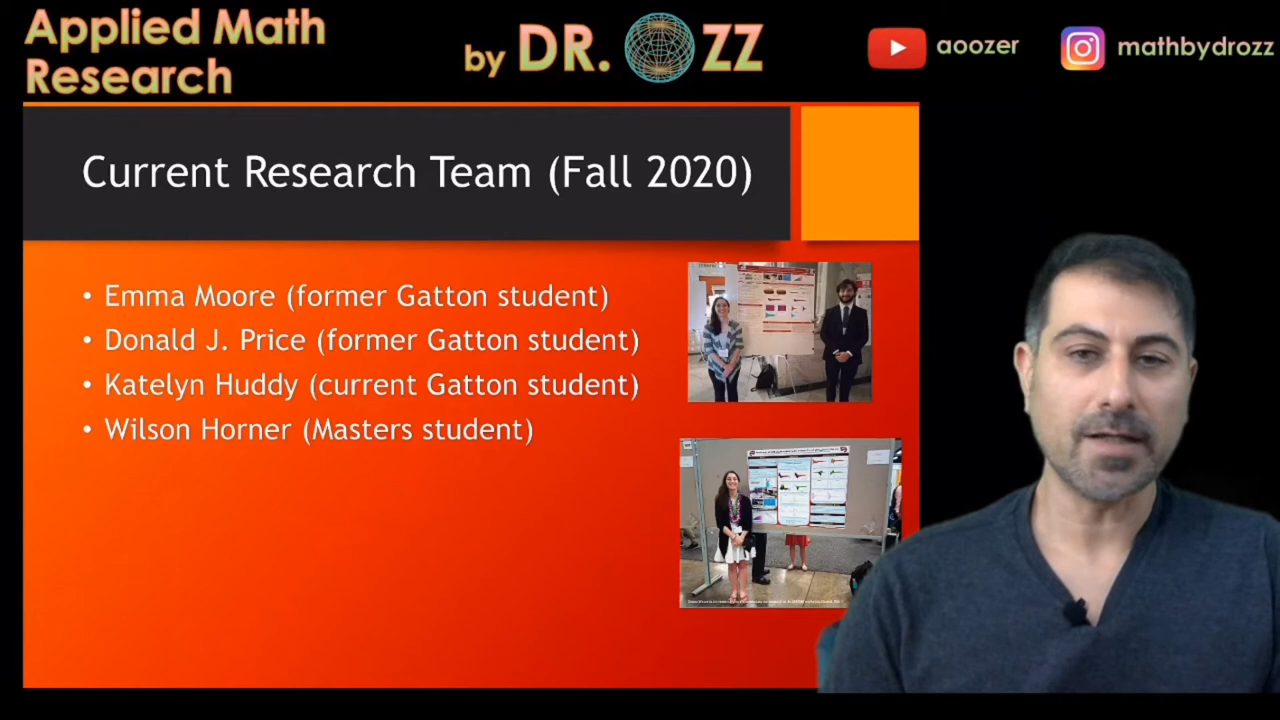 Applied Math
Research
by DR. ZZ
aoozer
mathbydrozz
Current Research Team (Fall 2020)
• Emma Moore (former Gatton student)
• Donald J. Price (former Gatton student)
• Katelyn Huddy (current Gatton student)
• Wilson Horner (Masters student)